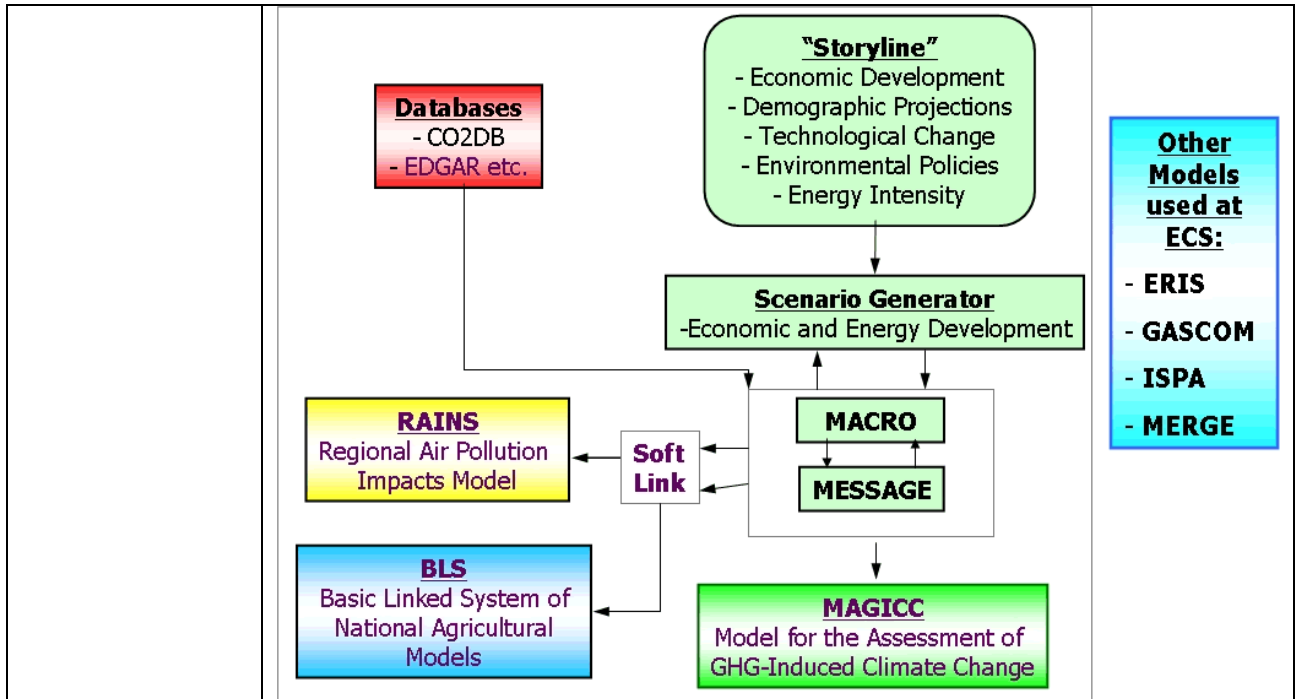 "Storyline"
- Economic Development
- Demographic Projections
- Technological Change
- Environmental Policies
- Energy Intensity
Databases
- CO2DB
- EDGAR etc.
Other
Models
used at
ECS:
- ERIS
- GASCOM
- ISPA
- MERGE
Scenario Generator
-Economic and Energy Development
MACRO
MESSAGE
Soft
Link
RAINS
Regional Air Pollution
Impacts Model
BLS
Basic Linked System of
National Agricultural
Models
MAGICC
Model for the Assessment of
GHG-Induced Climate Change